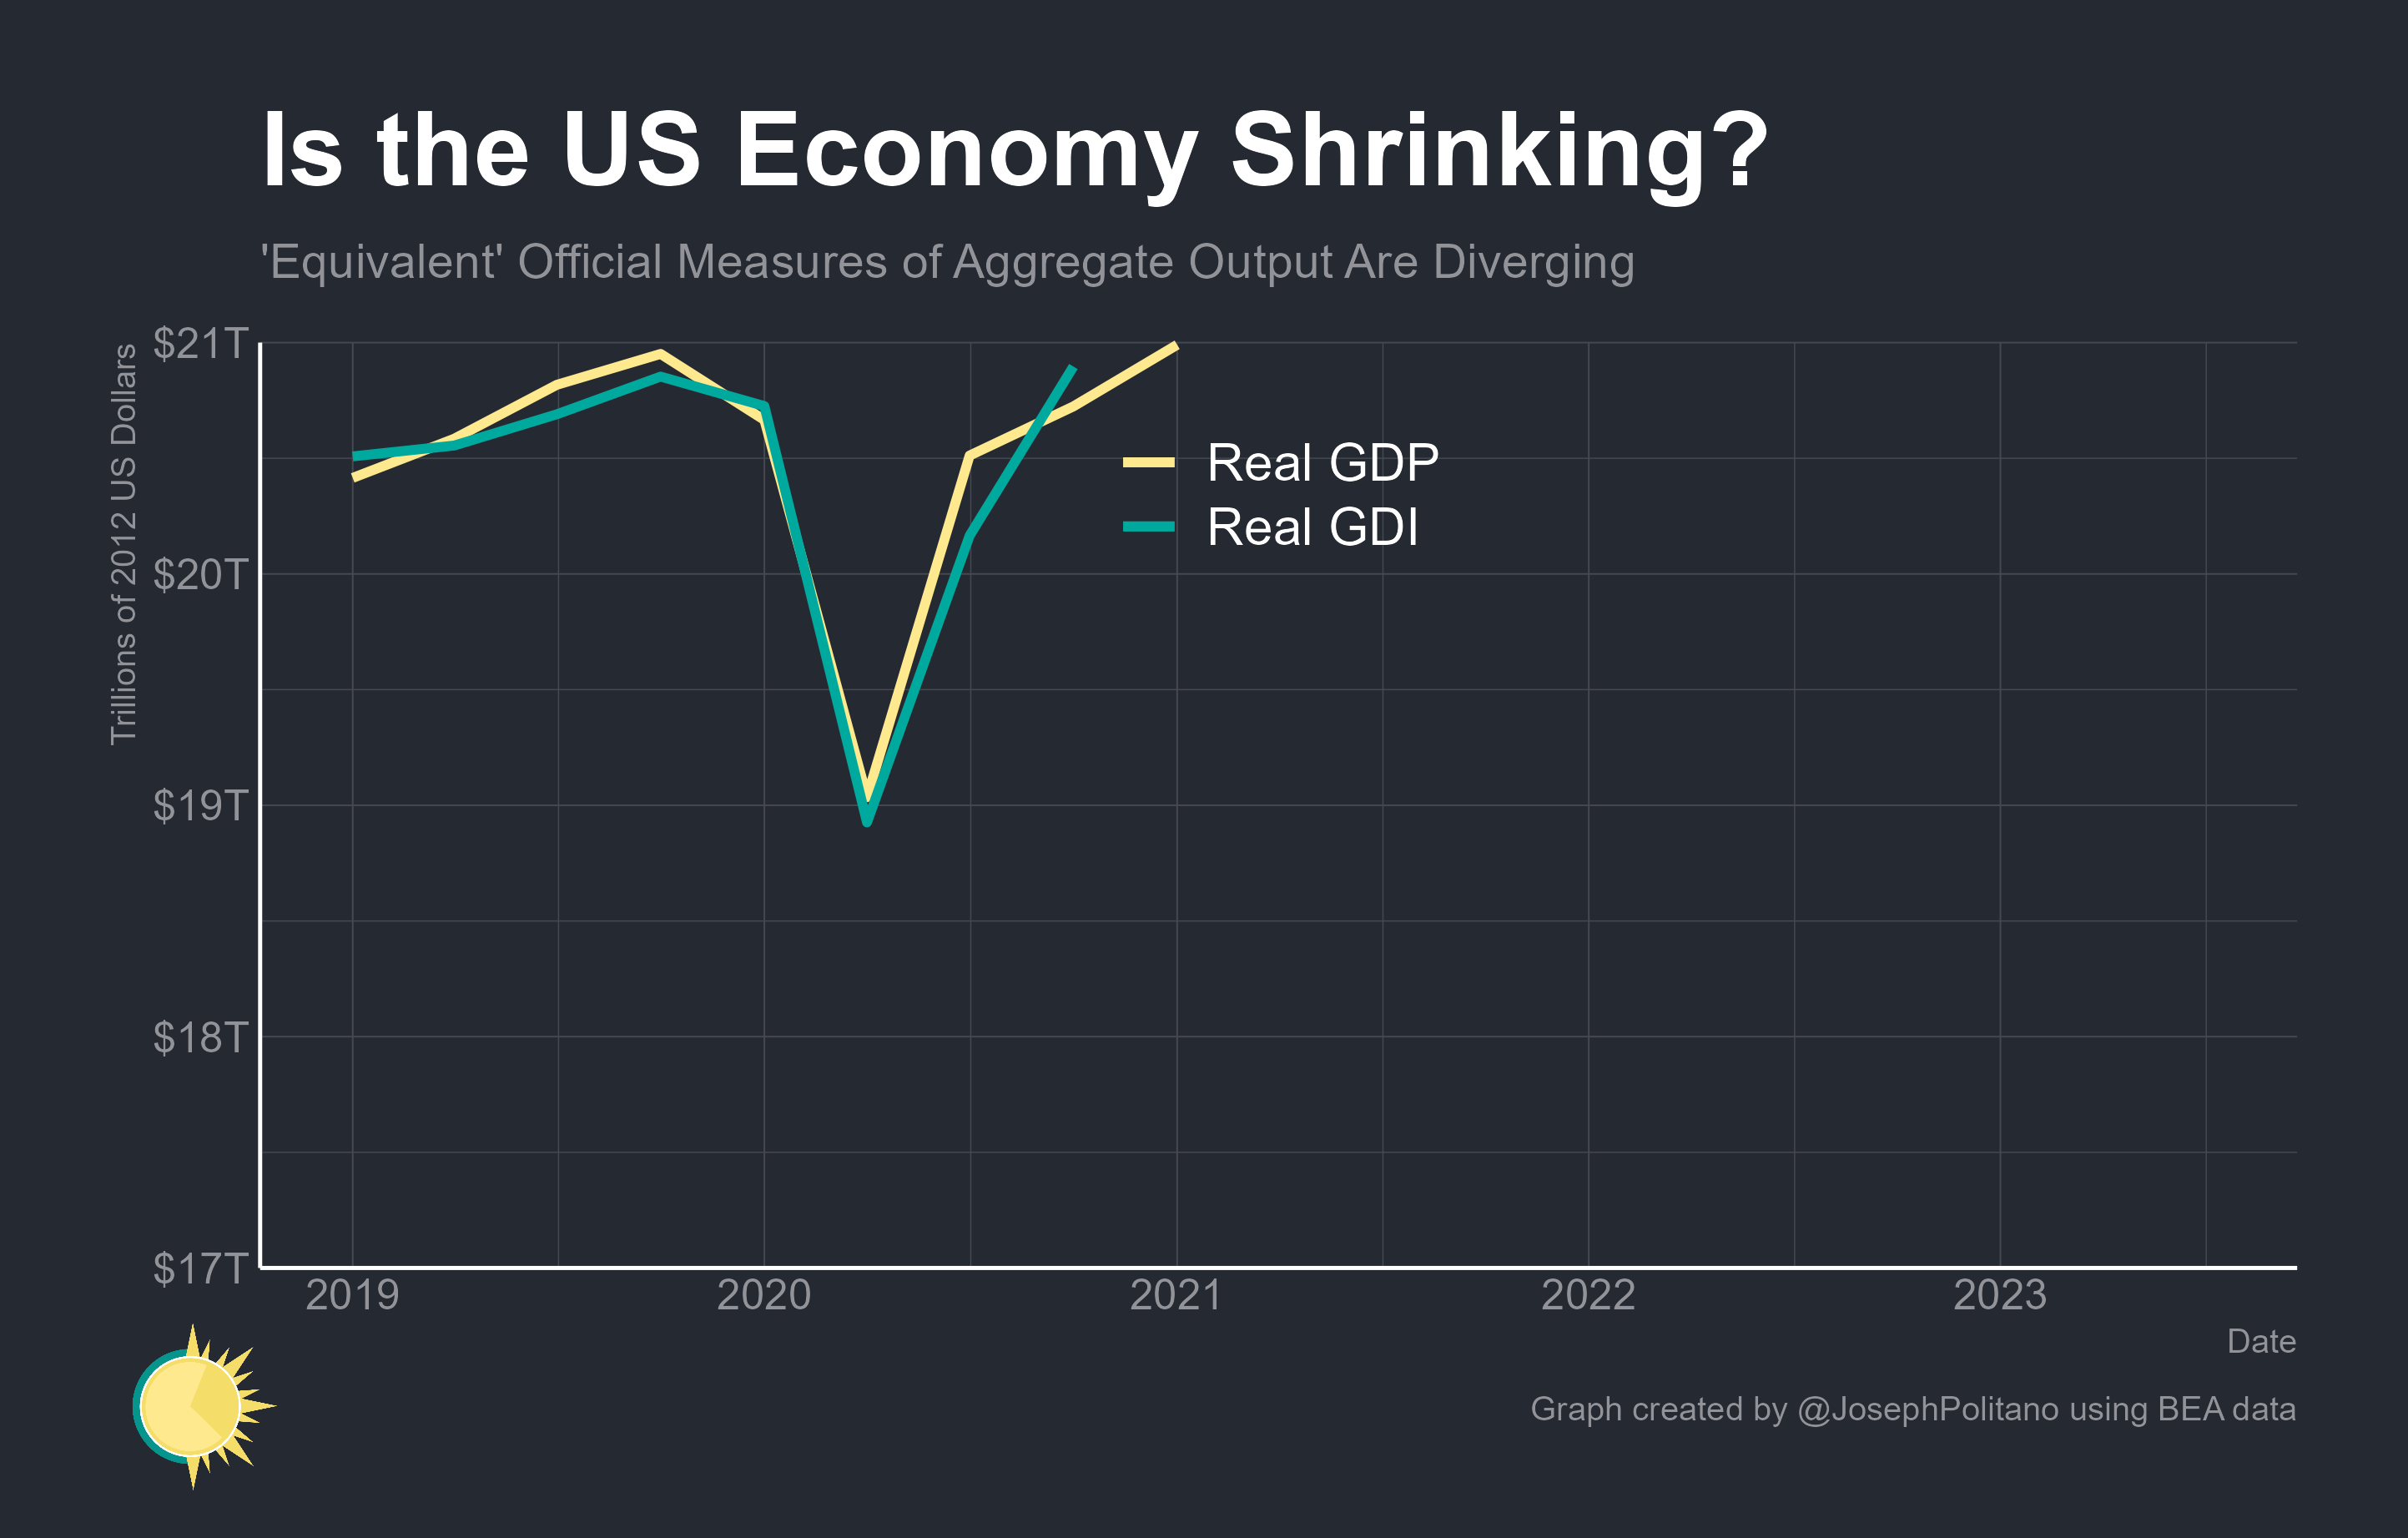 Is the US Economy Shrinking?
'Equivalent' Official Measures of Aggregate Output Are Diverging
Trillions of 2012 US Dollars
$21T
$20T
$19T
$18T
$17T
Real GDP
Real GDI
2019 2020 2021 2022 2023
Date
Graph created by @JosephPolitano using BEA data